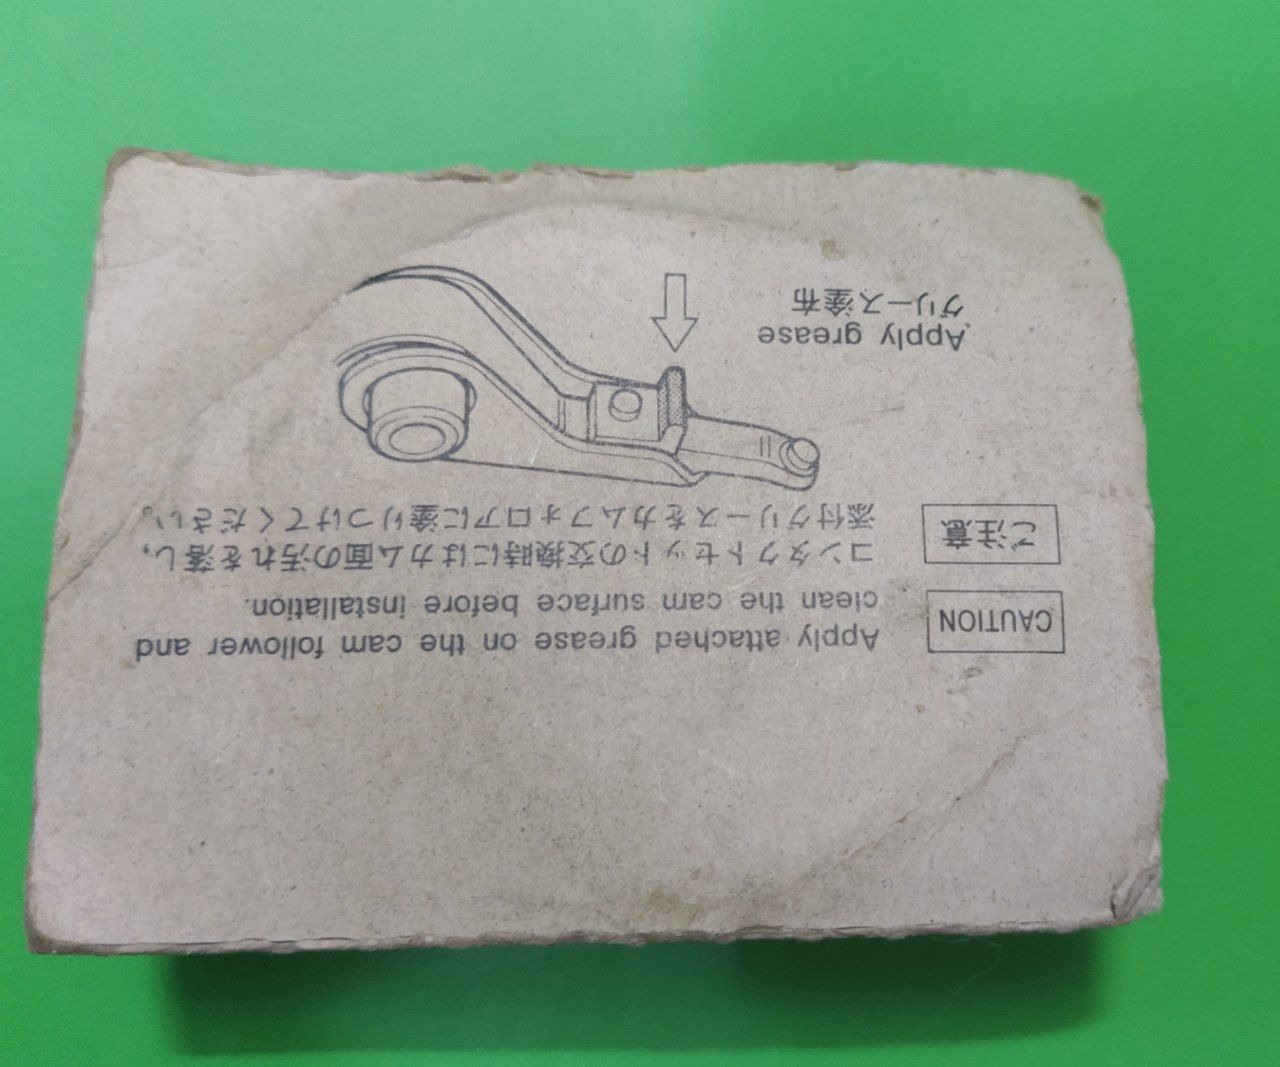 CAUTION
Apply attached grease on the cam follower and
clean the cam surface before installation.
ご注意
コンタクトセットの交換時にはカム面の汚れを落し,
添付グリースをカムフォロアに塗りつけてください。
Apply grease
グリース塗布